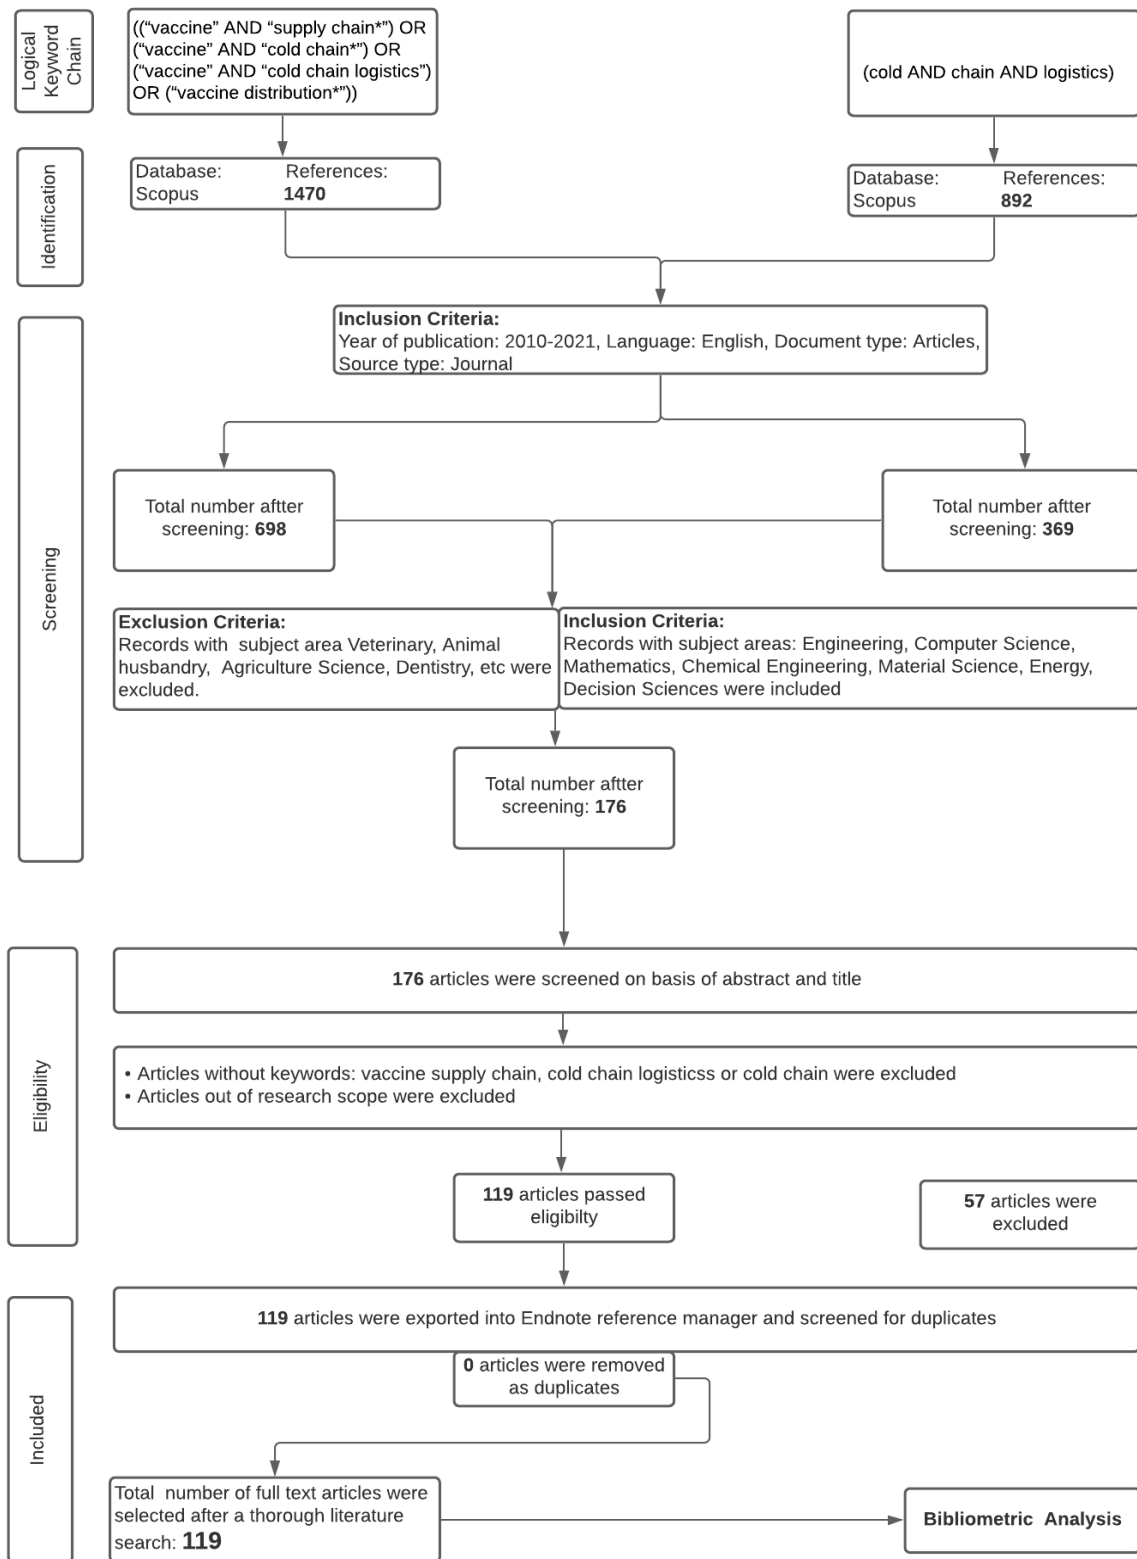 Logical
Keyword
Chain
((“vaccine” AND “supply chain*”) OR
(“vaccine” AND “cold chain*”) OR
(“vaccine” AND “cold chain logistics”)
OR (“vaccine distribution*”))
(cold AND chain AND logistics)
Identification
Database: References:
Scopus 1470
Database: References:
Scopus 892
Screening
Inclusion Criteria:
Year of publication: 2010-2021, Language: English, Document type: Articles,
Source type: Journal
Total number aftter
screening: 698
Total number aftter
screening: 369
Exclusion Criteria:
Records with subject area Veterinary, Animal
husbandry, Agriculture Science, Dentistry, etc were
excluded.
Inclusion Criteria:
Records with subject areas: Engineering, Computer Science,
Mathematics, Chemical Engineering, Material Science, Energy,
Decision Sciences were included
Total number aftter
screening: 176
Eligibility
176 articles were screened on basis of abstract and title
• Articles without keywords: vaccine supply chain, cold chain logisticss or cold chain were excluded
• Articles out of research scope were excluded
119 articles passed
eligibilty
57 articles were
excluded
Included
119 articles were exported into Endnote reference manager and screened for duplicates
0 articles were removed
as duplicates
Total number of full text articles were
selected after a thorough literature
search: 119
Bibliometric Analysis